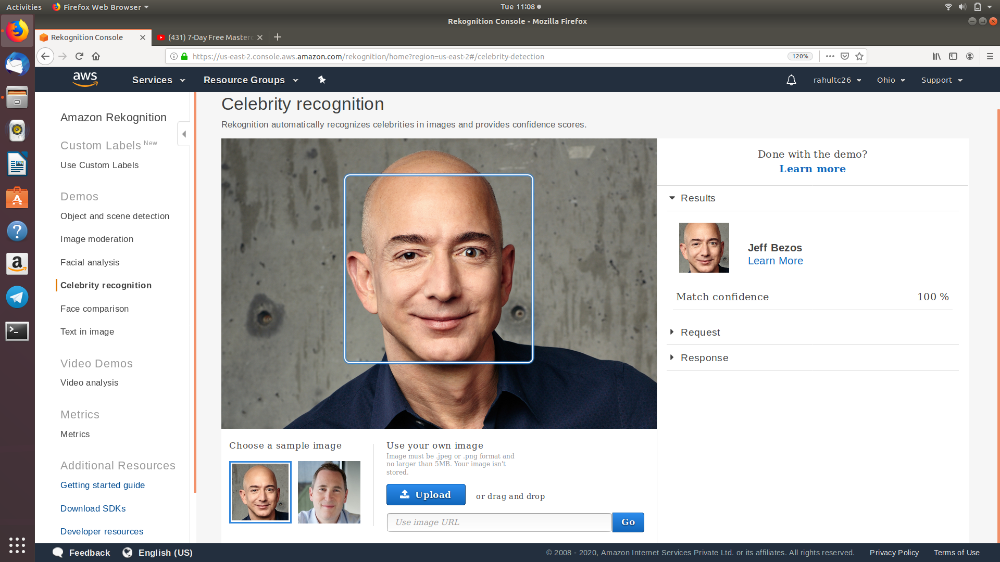 Activities
Firefox Web Browser
Tue 11:08
Rekognition Console - Mozilla Firefox
Rekognition Console
(431) 7-Day Free Masterc
https://us-east-2.console.aws.amazon.com/rekognition/home?region=us-east-2#/celebrity-detection
120%
aws
Services
Resource Groups
rahultc26
Ohio
Support
Amazon Rekognition
Custom Labels New
Use Custom Labels
Demos
Object and scene detection
Image moderation
Facial analysis
Celebrity recognition
Face comparison
Text in image
Video Demos
Video analysis
Metrics
Metrics
Additional Resources
Getting started guide
Download SDKs
Developer resources
Celebrity recognition
Rekognition automatically recognizes celebrities in images and provides confidence scores.
Choose a sample image
Use your own image
Image must be .jpeg or .png format and
no larger than 5MB. Your image isn't
stored.
Upload
or drag and drop
Use image URL
Go
Done with the demo?
Learn more
Results
Jeff Bezos
Learn More
Match confidence
100 %
Request
Response
Feedback
English (US)
© 2008 - 2020, Amazon Internet Services Private Ltd. or its affiliates. All rights reserved.
Privacy Policy
Terms of Use